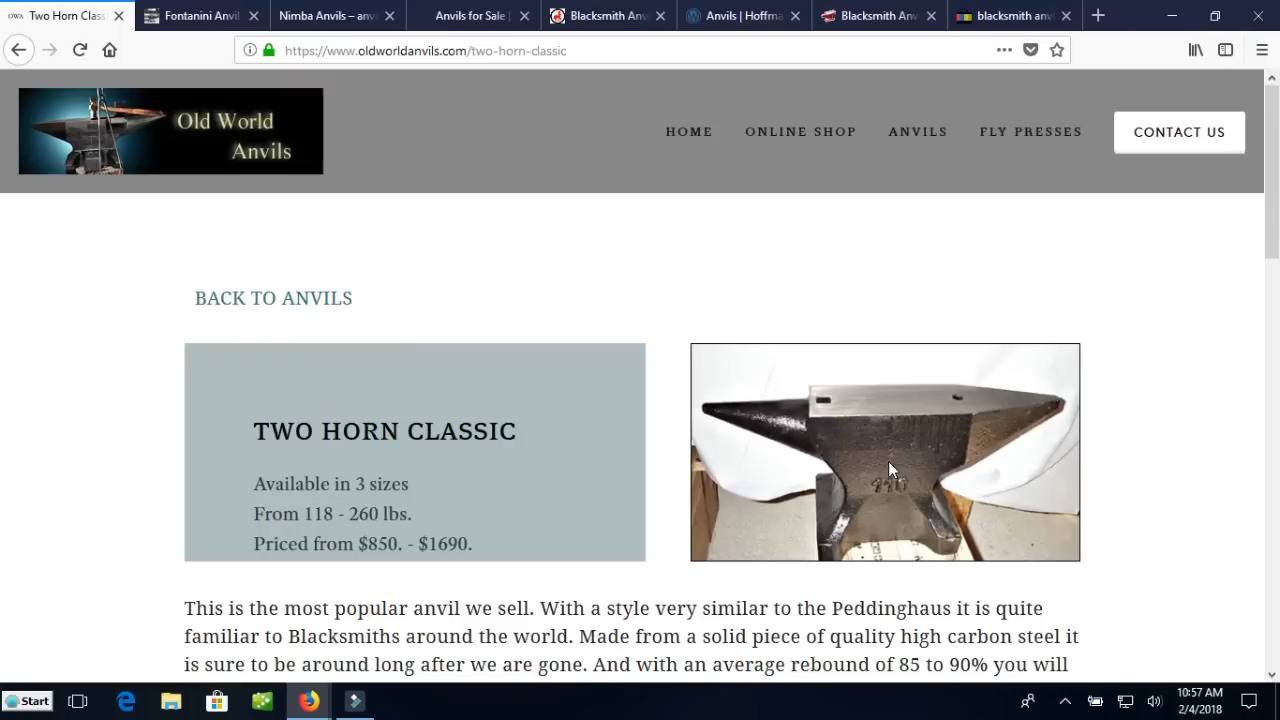 OWA Two Horn Class
Fontanini Anvil
Nimba Anvils – anv
Anvils for Sale |
Blacksmith Anv
Anvils | Hoffma
Blacksmith Anv
blacksmith anv
https://www.oldworldanvils.com/two-horn-classic
Old World
Anvils
HOME
ONLINE SHOP
ANVILS
FLY PRESSES
CONTACT US
BACK TO ANVILS
TWO HORN CLASSIC
Available in 3 sizes
From 118 - 260 lbs.
Priced from $850. - $1690.
This is the most popular anvil we sell. With a style very similar to the Peddinghaus it is quite
familiar to Blacksmiths around the world. Made from a solid piece of quality high carbon steel it
is sure to be around long after we are gone. And with an average rebound of 85 to 90% you will
Start
10:57 AM
2/4/2018